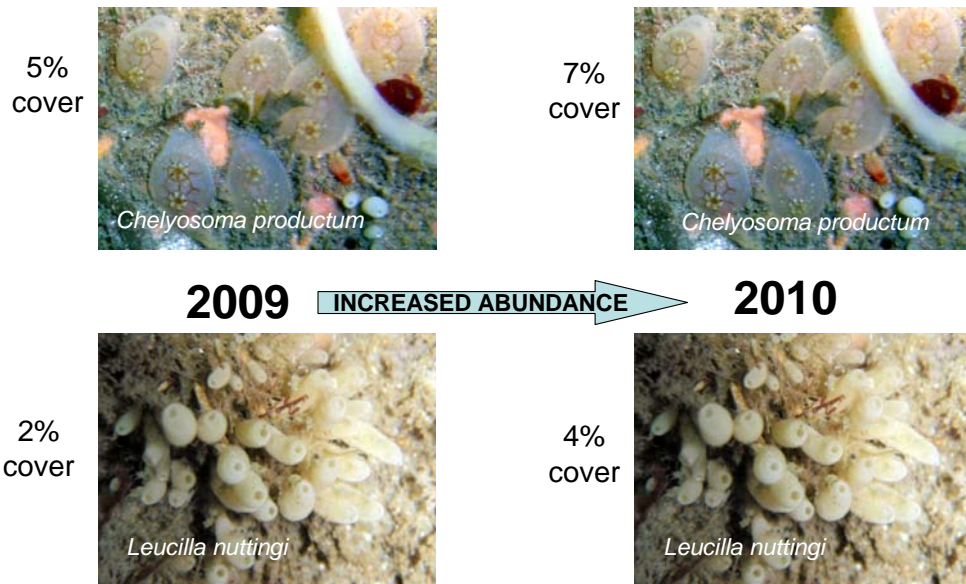 5%
cover
7%
cover
Chelyosoma productum
Chelyosoma productum
2009
INCREASED ABUNDANCE
2010
2%
cover
4%
cover
Leucilla nuttingi
Leucilla nuttingi